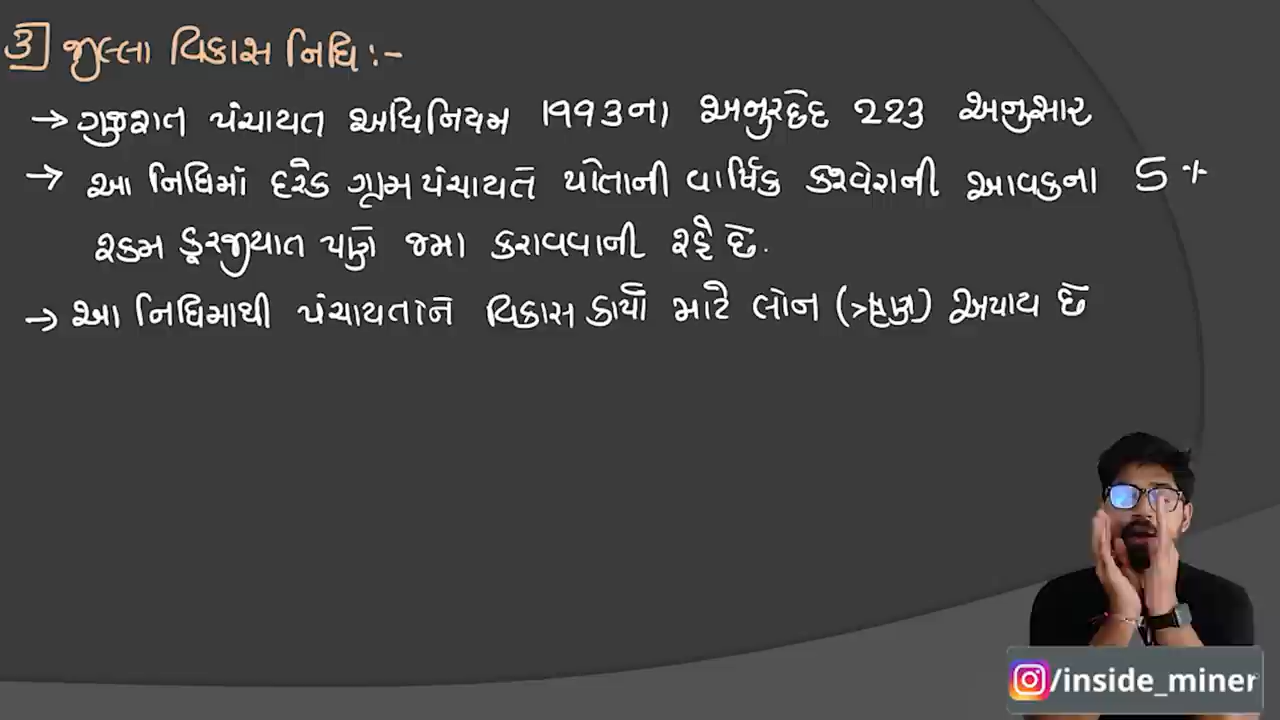 3] જીલ્લા વિકાસ નિધિ :-
→ ગુજરાત પંચાયત અધિનિયમ 1993ના અનુચ્છેદ 223 અનુસાર
→ આ નિધિમાં દરેક ગ્રામ પંચાયતે પોતાની વાર્ષિક કરવેરાની આવકના 5 %
રકમ ફરજીયાત પણે જમા કરાવવાની રહે છે.
→ આ નિધિમાથી પંચાયતોને વિકાસ કાર્યો માટે લોન (ઋણ) અપાય છે
/inside_miner